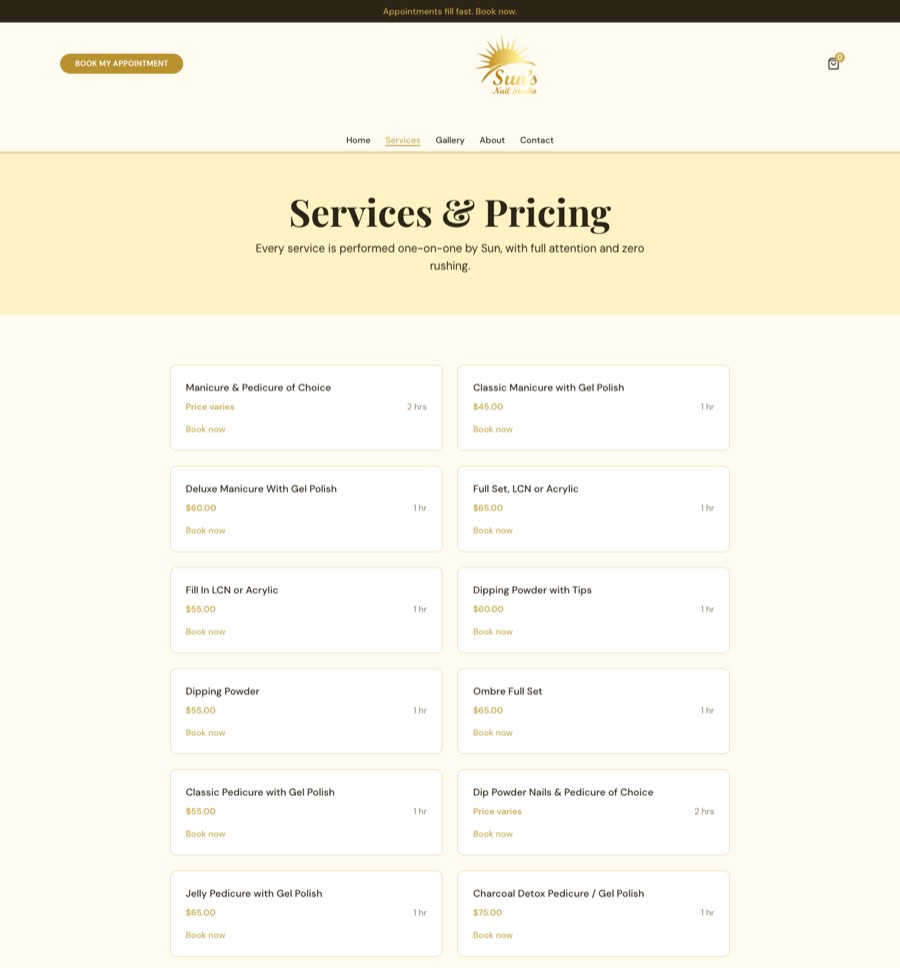 Appointments fill fast. Book now.
BOOK MY APPOINTMENT
Sun's
Nail Studio
0
Home Services Gallery About Contact
Services & Pricing
Every service is performed one-on-one by Sun, with full attention and zero
rushing.
Manicure & Pedicure of Choice
Price varies 2 hrs
Book now
Classic Manicure with Gel Polish
$45.00 1 hr
Book now
Deluxe Manicure With Gel Polish
$60.00 1 hr
Book now
Full Set, LCN or Acrylic
$65.00 1 hr
Book now
Fill In LCN or Acrylic
$55.00 1 hr
Book now
Dipping Powder with Tips
$60.00 1 hr
Book now
Dipping Powder
$55.00 1 hr
Book now
Ombre Full Set
$65.00 1 hr
Book now
Classic Pedicure with Gel Polish
$55.00 1 hr
Book now
Dip Powder Nails & Pedicure of Choice
Price varies 2 hrs
Book now
Jelly Pedicure with Gel Polish
$65.00 1 hr
Book now
Charcoal Detox Pedicure / Gel Polish
$75.00 1 hr
Book now